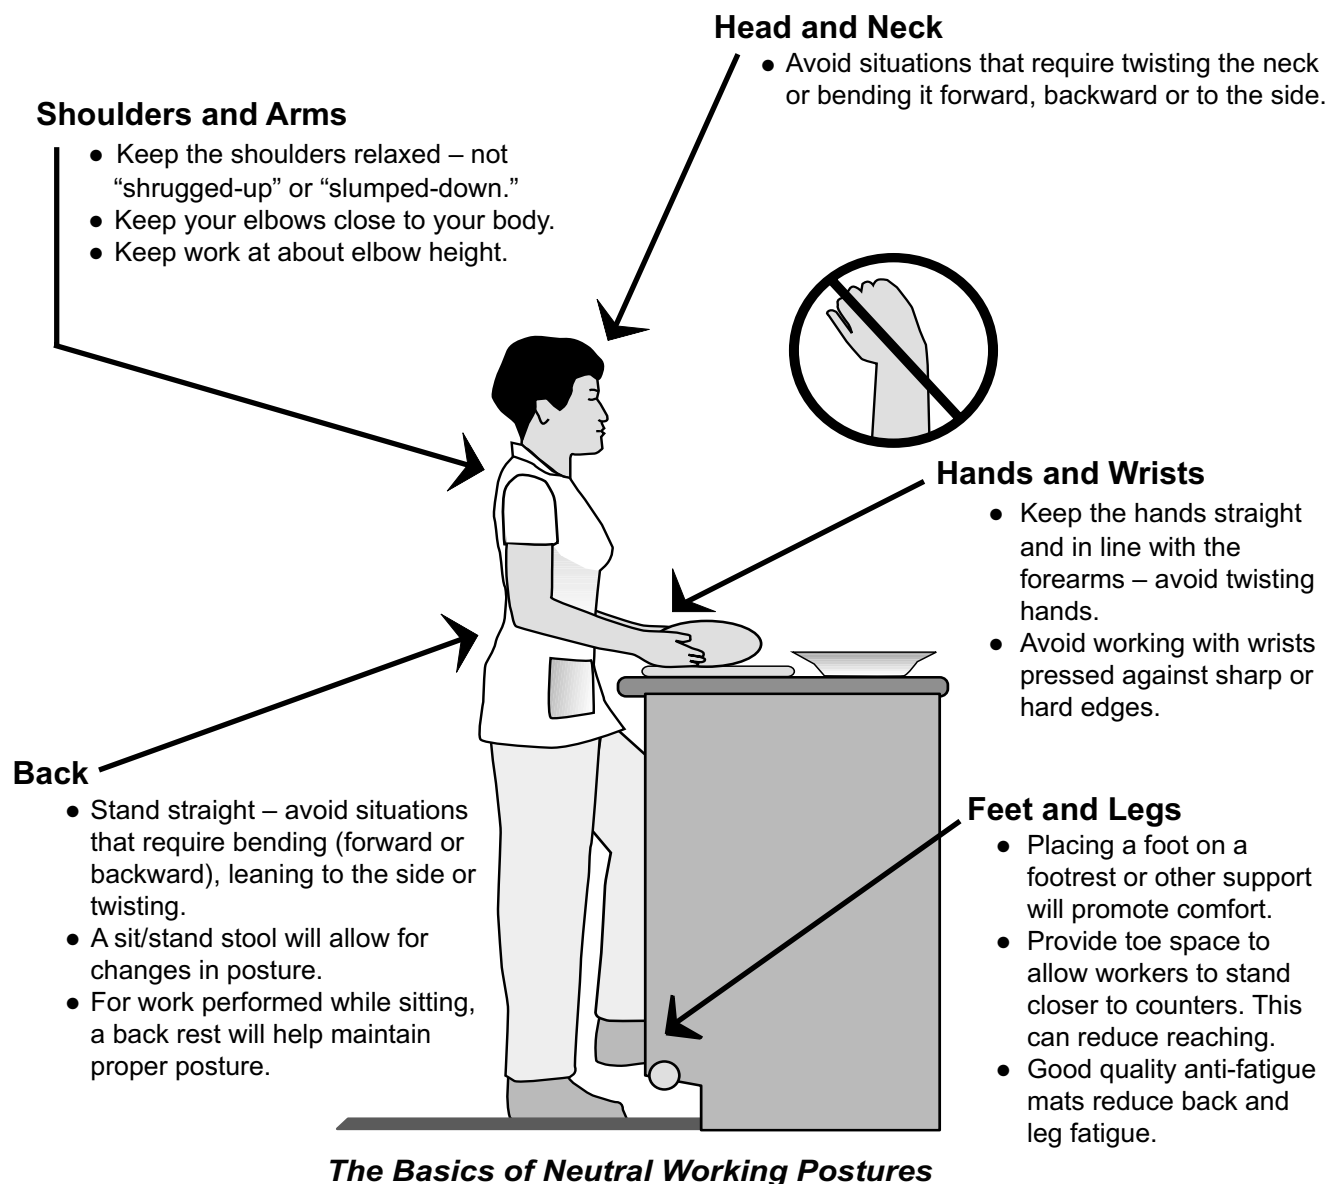 Head and Neck
● Avoid situations that require twisting the neck
or bending it forward, backward or to the side.
Shoulders and Arms
● Keep the shoulders relaxed – not
“shrugged-up” or “slumped-down.”
● Keep your elbows close to your body.
● Keep work at about elbow height.
Hands and Wrists
● Keep the hands straight
and in line with the
forearms – avoid twisting
hands.
● Avoid working with wrists
pressed against sharp or
hard edges.
Back
● Stand straight – avoid situations
that require bending (forward or
backward), leaning to the side or
twisting.
● A sit/stand stool will allow for
changes in posture.
● For work performed while sitting,
a back rest will help maintain
proper posture.
Feet and Legs
● Placing a foot on a
footrest or other support
will promote comfort.
● Provide toe space to
allow workers to stand
closer to counters. This
can reduce reaching.
● Good quality anti-fatigue
mats reduce back and
leg fatigue.
The Basics of Neutral Working Postures